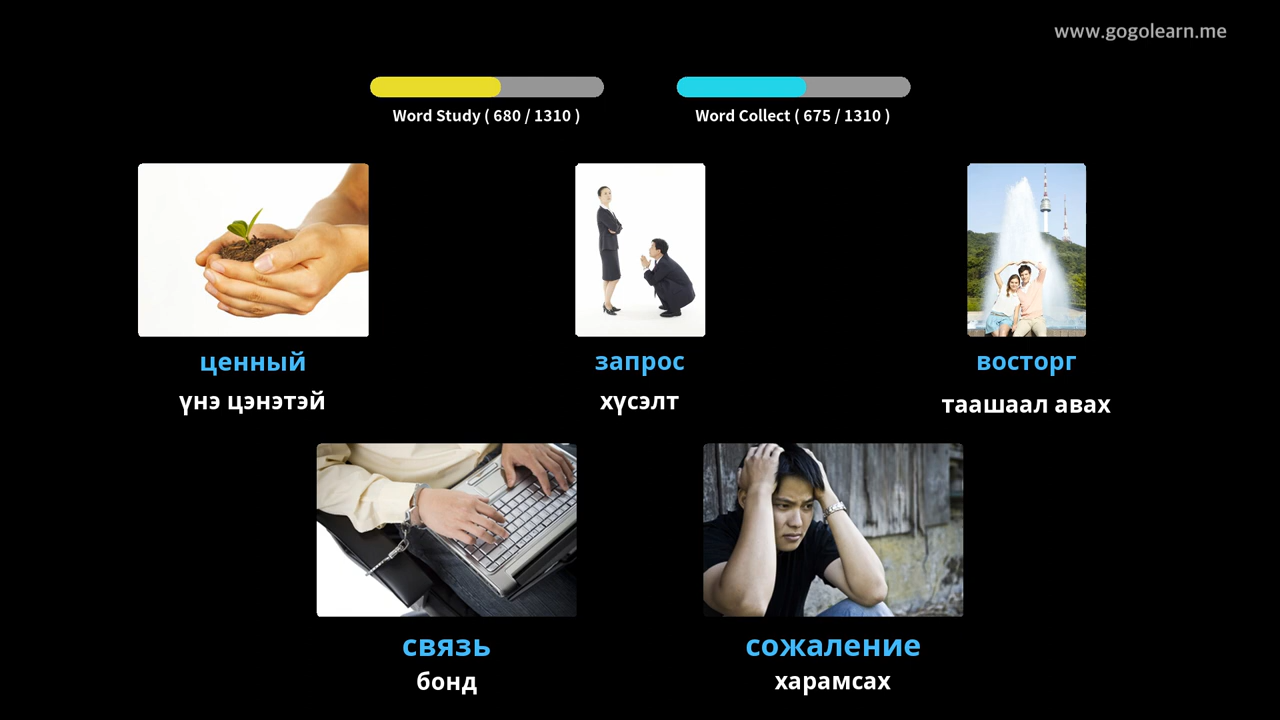 www.gogolearn.me
Word Study ( 680 / 1310 )
Word Collect ( 675 / 1310 )
ценный
запрос
восторг
үнэ цэнэтэй
хүсэлт
таашаал авах
связь
сожаление
бонд
харамсах